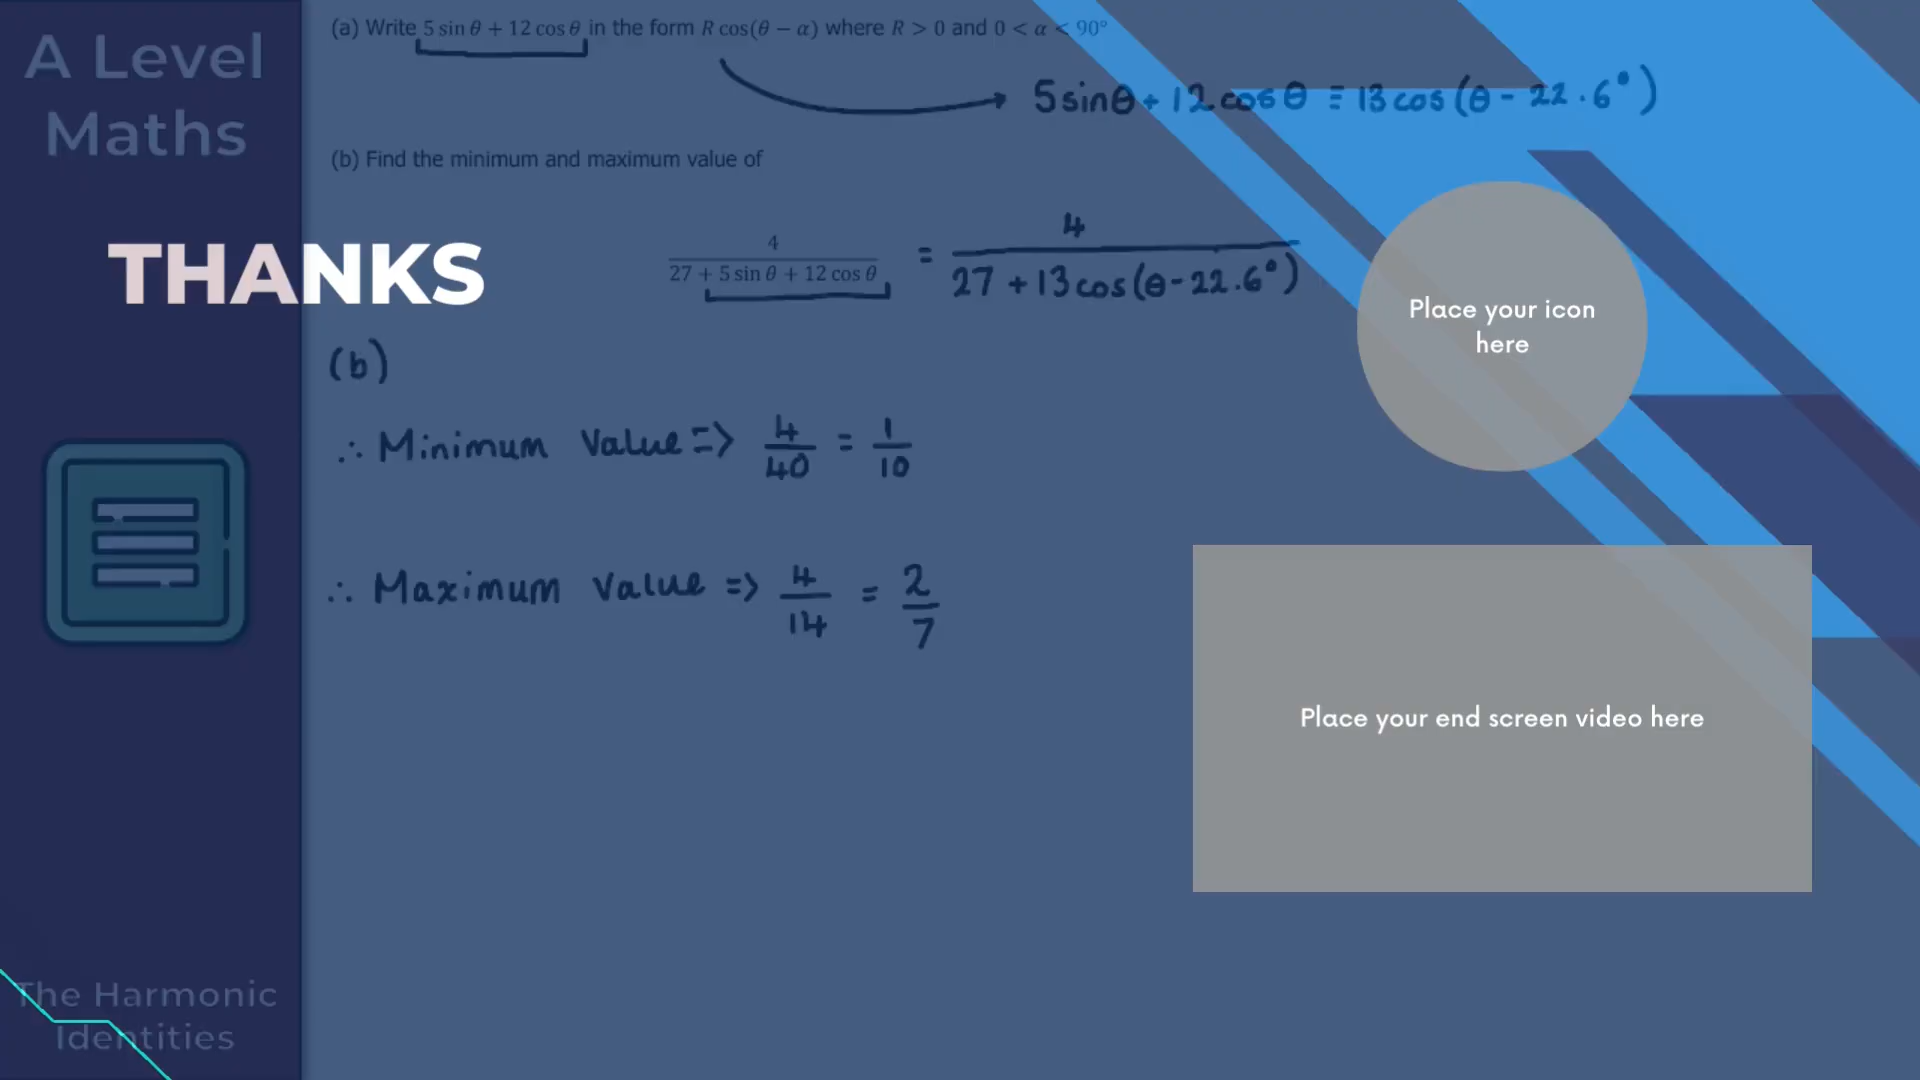 A Level
Maths
(a) Write 5 sin θ + 12 cos θ in the form R cos(θ − α) where R > 0 and 0 < α < 90°
5sinθ + 12cosθ ≡ 13cos(θ - 22.6°)
(b) Find the minimum and maximum value of
THANKS
4
27 + 5 sin θ + 12 cos θ
=
4
27 + 13cos(θ - 22.6°)
Place your icon
here
(b)
∴ Minimum Value => 4/40 = 1/10
∴ Maximum Value => 4/14 = 2/7
Place your end screen video here
The Harmonic
Identities